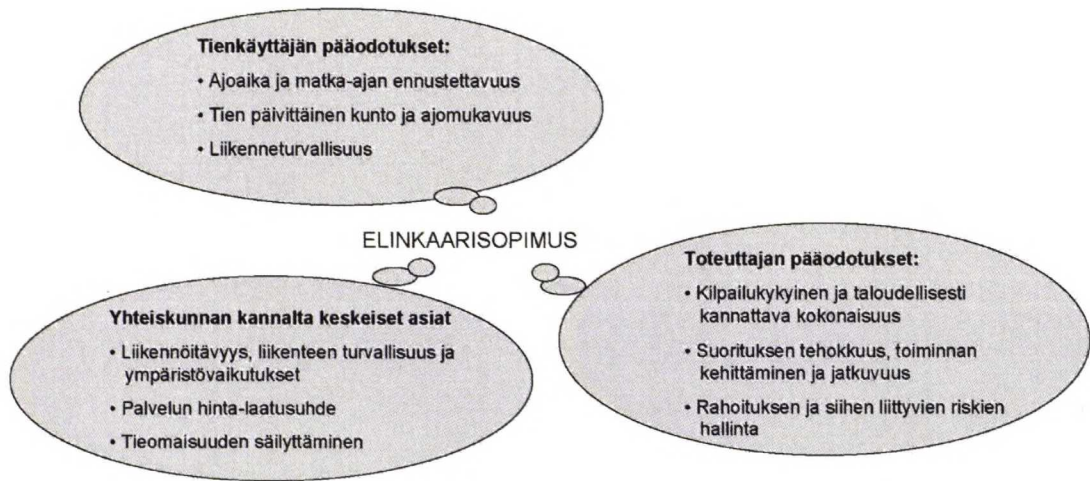 Tienkäyttäjän pääodotukset:
• Ajoaika ja matka-ajan ennustettavuus
• Tien päivittäinen kunto ja ajomukavuus
• Liikenneturvallisuus
ELINKAARISOPIMUS
Yhteiskunnan kannalta keskeiset asiat
• Liikennöitävyys, liikenteen turvallisuus ja
ympäristövaikutukset
• Palvelun hinta-laatusuhde
• Tieomaisuuden säilyttäminen
Toteuttajan pääodotukset:
• Kilpailukykyinen ja taloudellisesti
kannattava kokonaisuus
• Suorituksen tehokkuus, toiminnan
kehittäminen ja jatkuvuus
• Rahoituksen ja siihen liittyvien riskien
hallinta